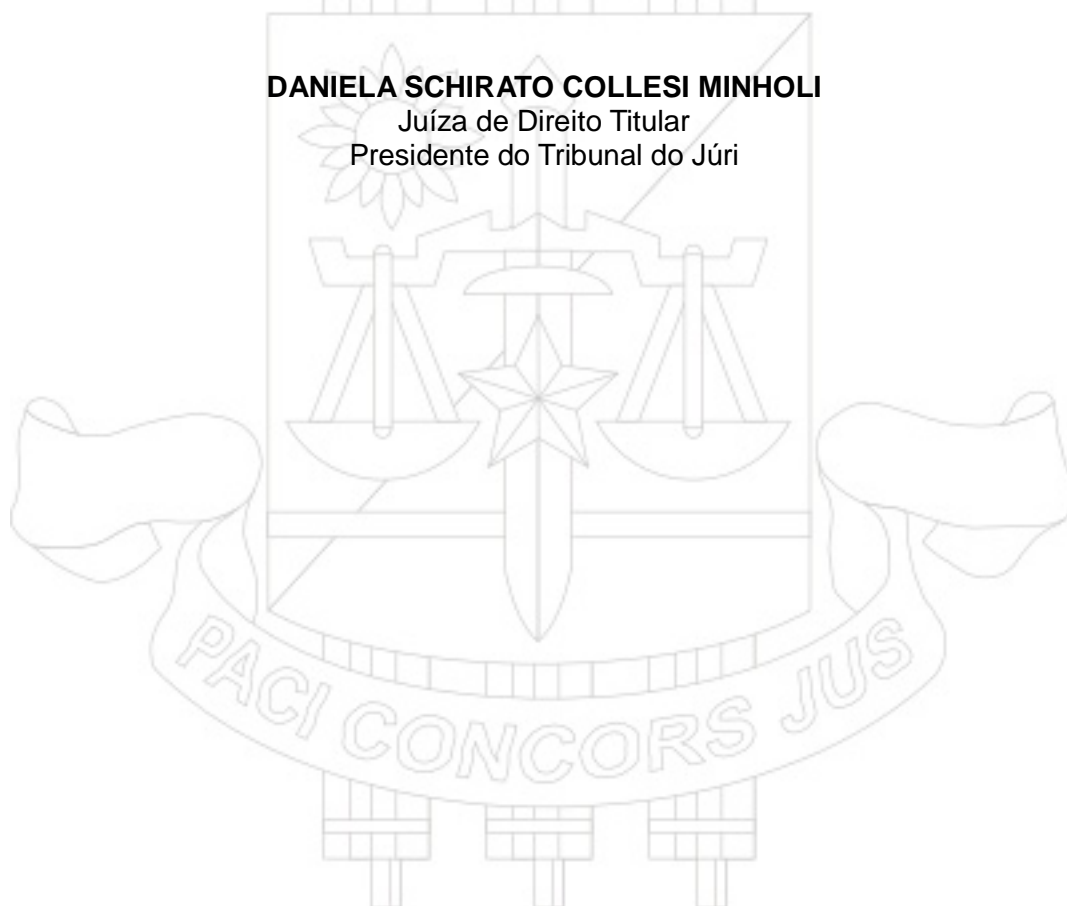 DANIELA SCHIRATO COLLESI MINHOLI
Juíza de Direito Titular
Presidente do Tribunal do Júri
PACI CONCORS JUS